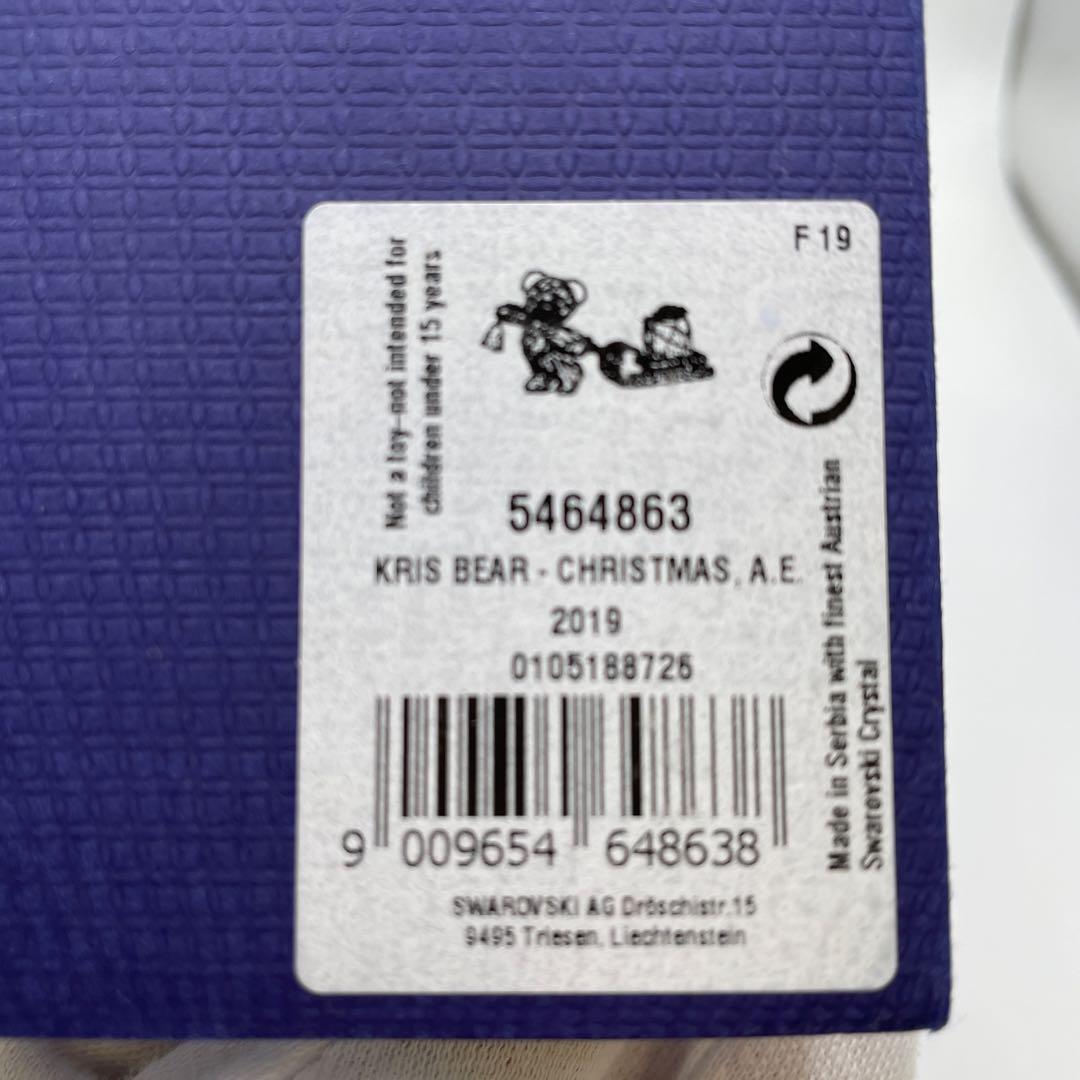 F 19
Not a toy-not intended for
children under 15 years
5464863
KRIS BEAR - CHRISTMAS, A.E.
2019
0105188726
Made in Serbia with finest Austrian
Swarovski Crystal
9 009654 648638
SWAROVSKI AG Dröschistr.15
9495 Triesen, Liechtenstein